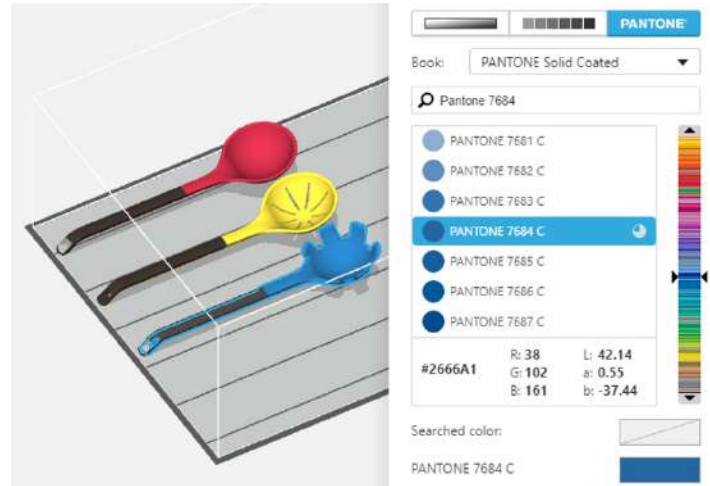 PANTONE®
Book: PANTONE Solid Coated
Pantone 7684
PANTONE 7681 C
PANTONE 7682 C
PANTONE 7683 C
PANTONE 7684 C
PANTONE 7685 C
PANTONE 7686 C
PANTONE 7687 C
#2666A1
R: 38 L: 42.14
G: 102 a: 0.55
B: 161 b: -37.44
Searched color:
PANTONE 7684 C